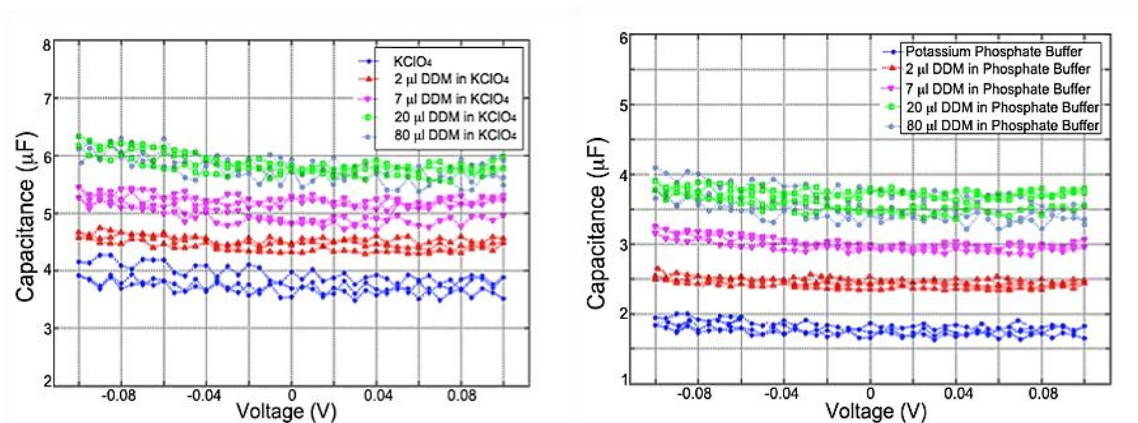 8
7
6
5
4
3
2
Capacitance (µF)
KClO₄
2 µl DDM in KClO₄
7 µl DDM in KClO₄
20 µl DDM in KClO₄
80 µl DDM in KClO₄
-0.08 -0.04 0 0.04 0.08
Voltage (V)
6
5
4
3
2
1
Capacitance (µF)
Potassium Phosphate Buffer
2 µl DDM in Phosphate Buffer
7 µl DDM in Phosphate Buffer
20 µl DDM in Phosphate Buffer
80 µl DDM in Phosphate Buffer
-0.08 -0.04 0 0.04 0.08
Voltage (V)